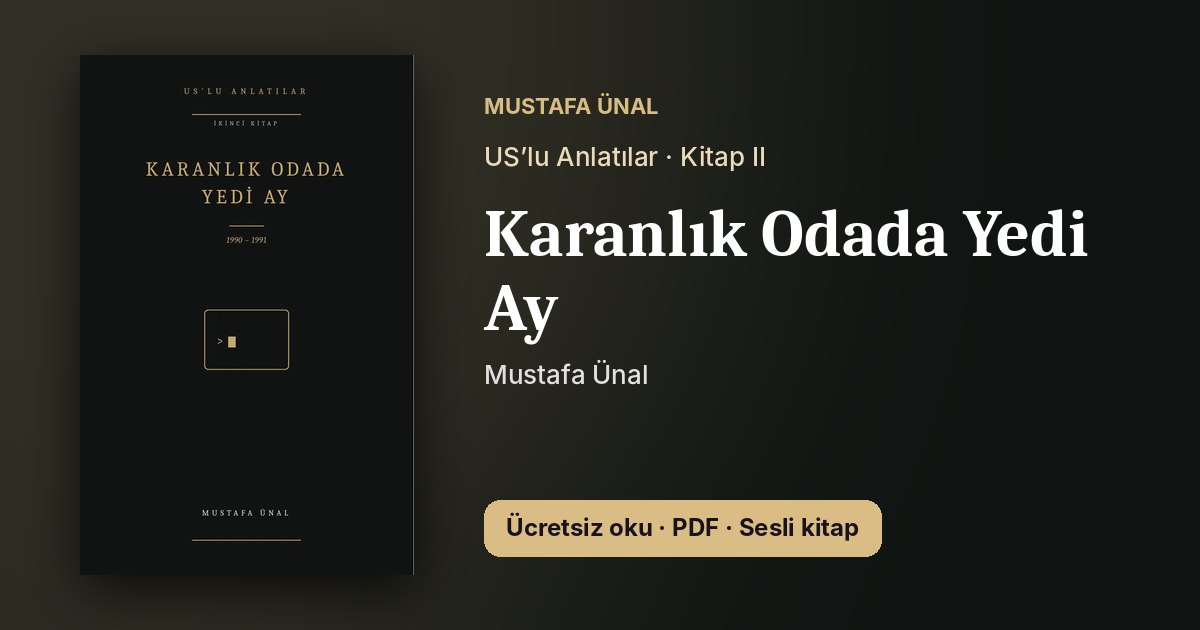 US'LU ANLATILAR
İKİNCİ KİTAP
KARANLIK ODADA
YEDİ AY
1990 – 1991
>
MUSTAFA ÜNAL
MUSTAFA ÜNAL
US’lu Anlatılar · Kitap II
Karanlık Odada Yedi
Ay
Mustafa Ünal
Ücretsiz oku · PDF · Sesli kitap